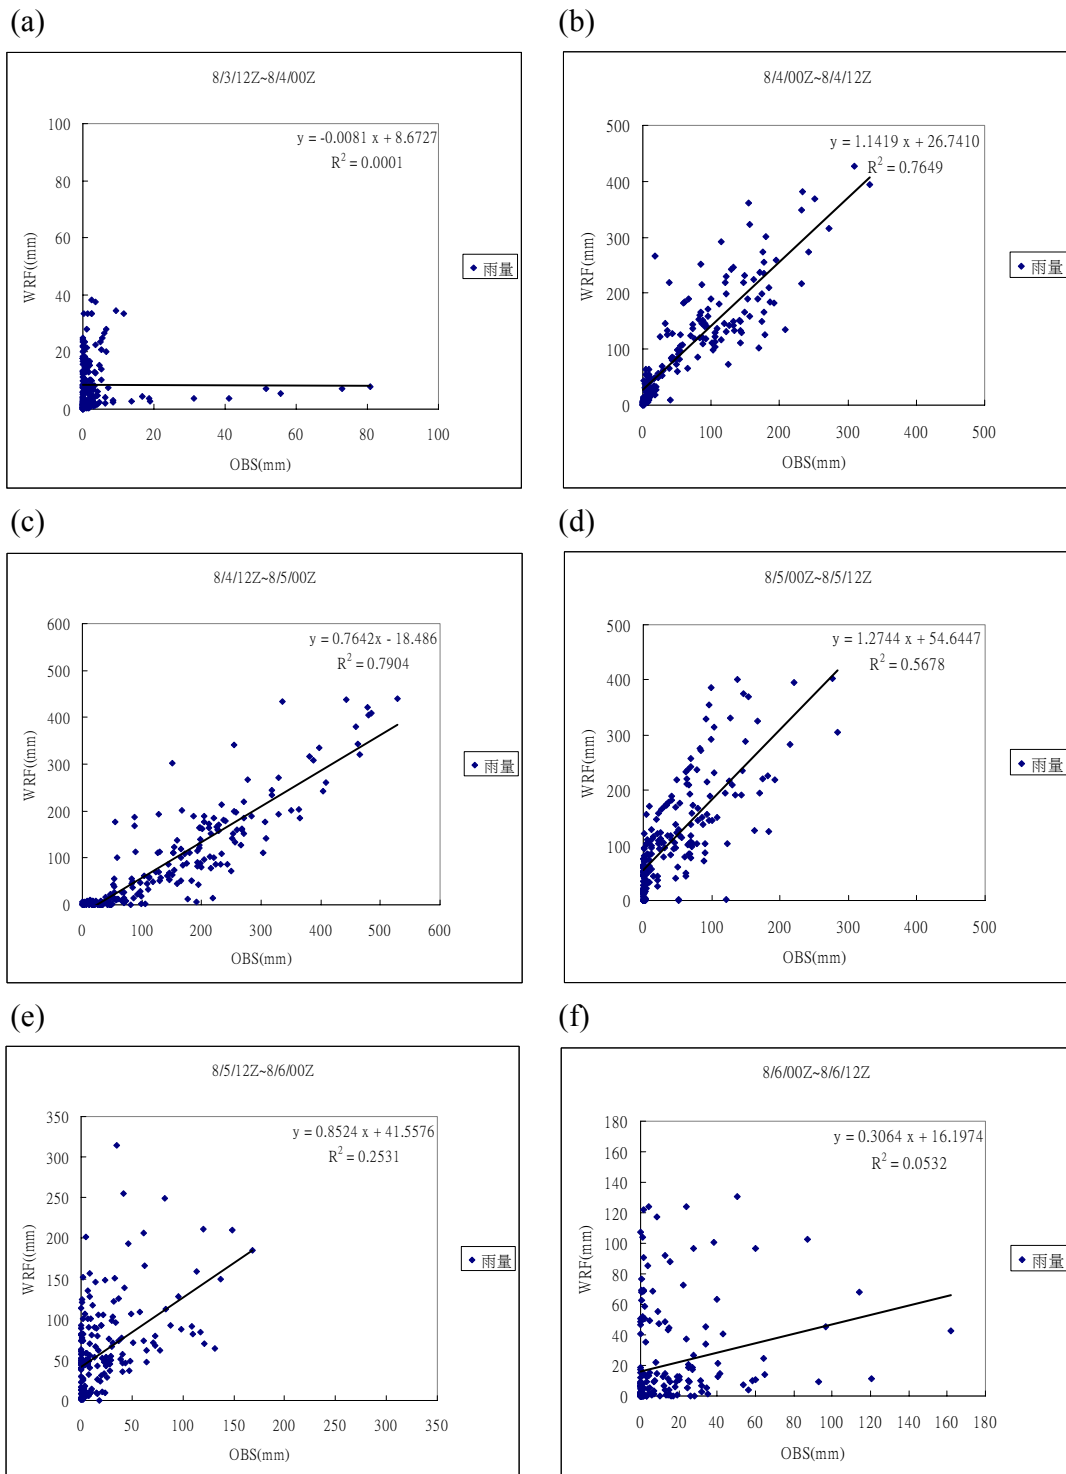 (a)
8/3/12Z~8/4/00Z
y = -0.0081 x + 8.6727
R² = 0.0001
WRF((mm)
100
80
60
40
20
0
0 20 40 60 80 100
OBS(mm)
雨量
(b)
8/4/00Z~8/4/12Z
y = 1.1419 x + 26.7410
R² = 0.7649
WRF(mm)
500
400
300
200
100
0
0 100 200 300 400 500
OBS(mm)
雨量
(c)
8/4/12Z~8/5/00Z
y = 0.7642x - 18.486
R² = 0.7904
WRF((mm)
600
500
400
300
200
100
0
0 100 200 300 400 500 600
OBS(mm)
雨量
(d)
8/5/00Z~8/5/12Z
y = 1.2744 x + 54.6447
R² = 0.5678
WRF((mm)
500
400
300
200
100
0
0 100 200 300 400 500
OBS(mm)
雨量
(e)
8/5/12Z~8/6/00Z
y = 0.8524 x + 41.5576
R² = 0.2531
WRF((mm)
350
300
250
200
150
100
50
0
0 50 100 150 200 250 300 350
OBS(mm)
雨量
(f)
8/6/00Z~8/6/12Z
y = 0.3064 x + 16.1974
R² = 0.0532
WRF(mm)
180
160
140
120
100
80
60
40
20
0
0 20 40 60 80 100 120 140 160 180
OBS(mm)
雨量